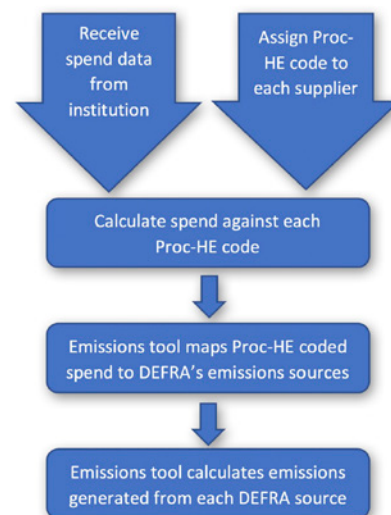 Receive
spend data
from
institution
Assign Proc-
HE code to
each supplier
Calculate spend against each
Proc-HE code
Emissions tool maps Proc-HE coded
spend to DEFRA's emissions sources
Emissions tool calculates emissions
generated from each DEFRA source